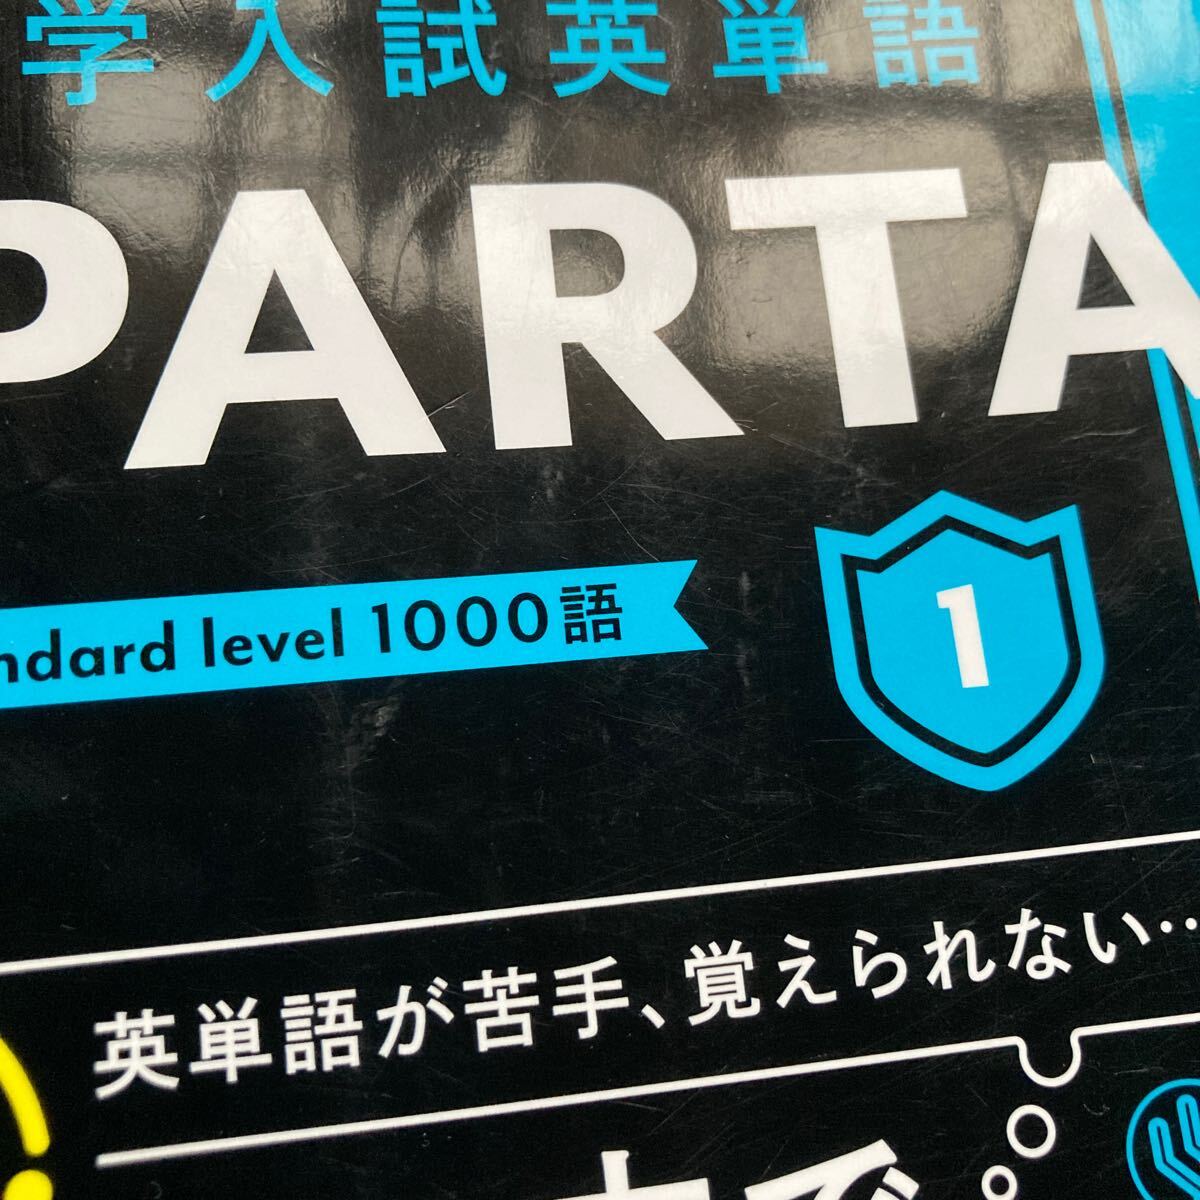 学入試英単語
PARTA
ndard level 1000語
1
英単語が苦手、覚えられない…
で